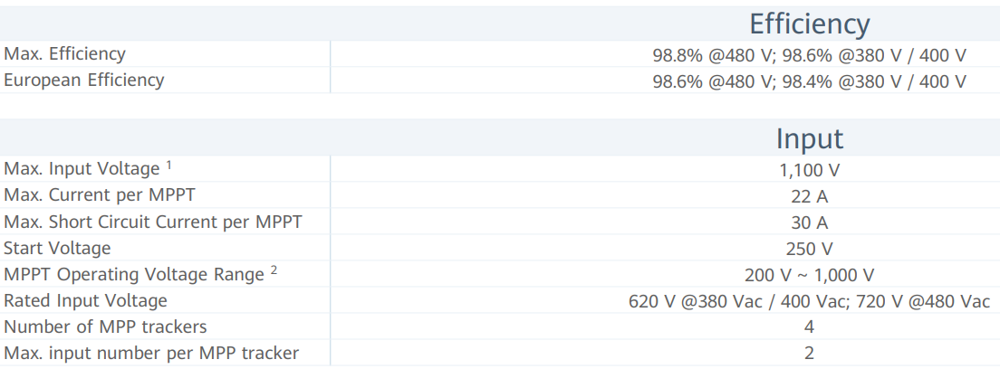 Efficiency
Max. Efficiency 98.8% @480 V; 98.6% @380 V / 400 V
European Efficiency 98.6% @480 V; 98.4% @380 V / 400 V
Input
Max. Input Voltage ¹ 1,100 V
Max. Current per MPPT 22 A
Max. Short Circuit Current per MPPT 30 A
Start Voltage 250 V
MPPT Operating Voltage Range ² 200 V ~ 1,000 V
Rated Input Voltage 620 V @380 Vac / 400 Vac; 720 V @480 Vac
Number of MPP trackers 4
Max. input number per MPP tracker 2